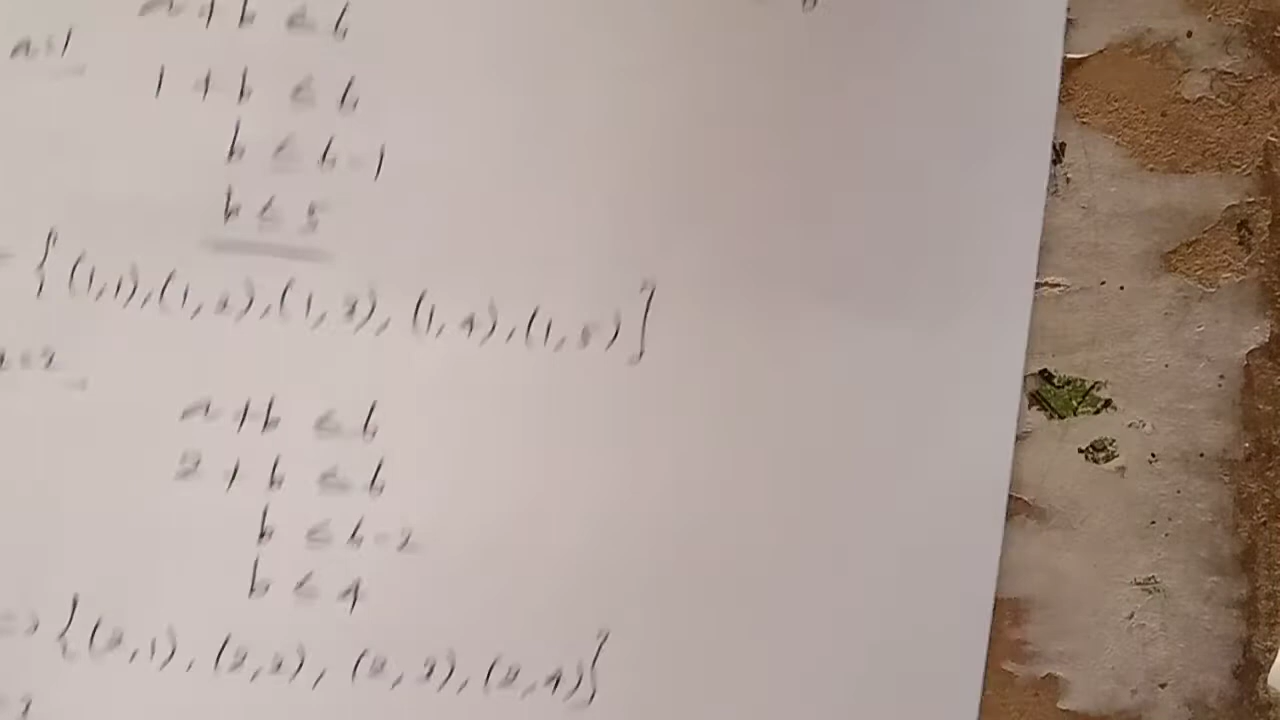 a + b ≤ 6
a=1
1 + b ≤ 6
b ≤ 6-1
b ≤ 5
{(1,1),(1,2),(1,3),(1,4),(1,5)}
a=2
a+b ≤ 6
2 + b ≤ 6
b ≤ 6-2
b ≤ 4
=> {(2,1), (2,2), (2,3), (2,4)}